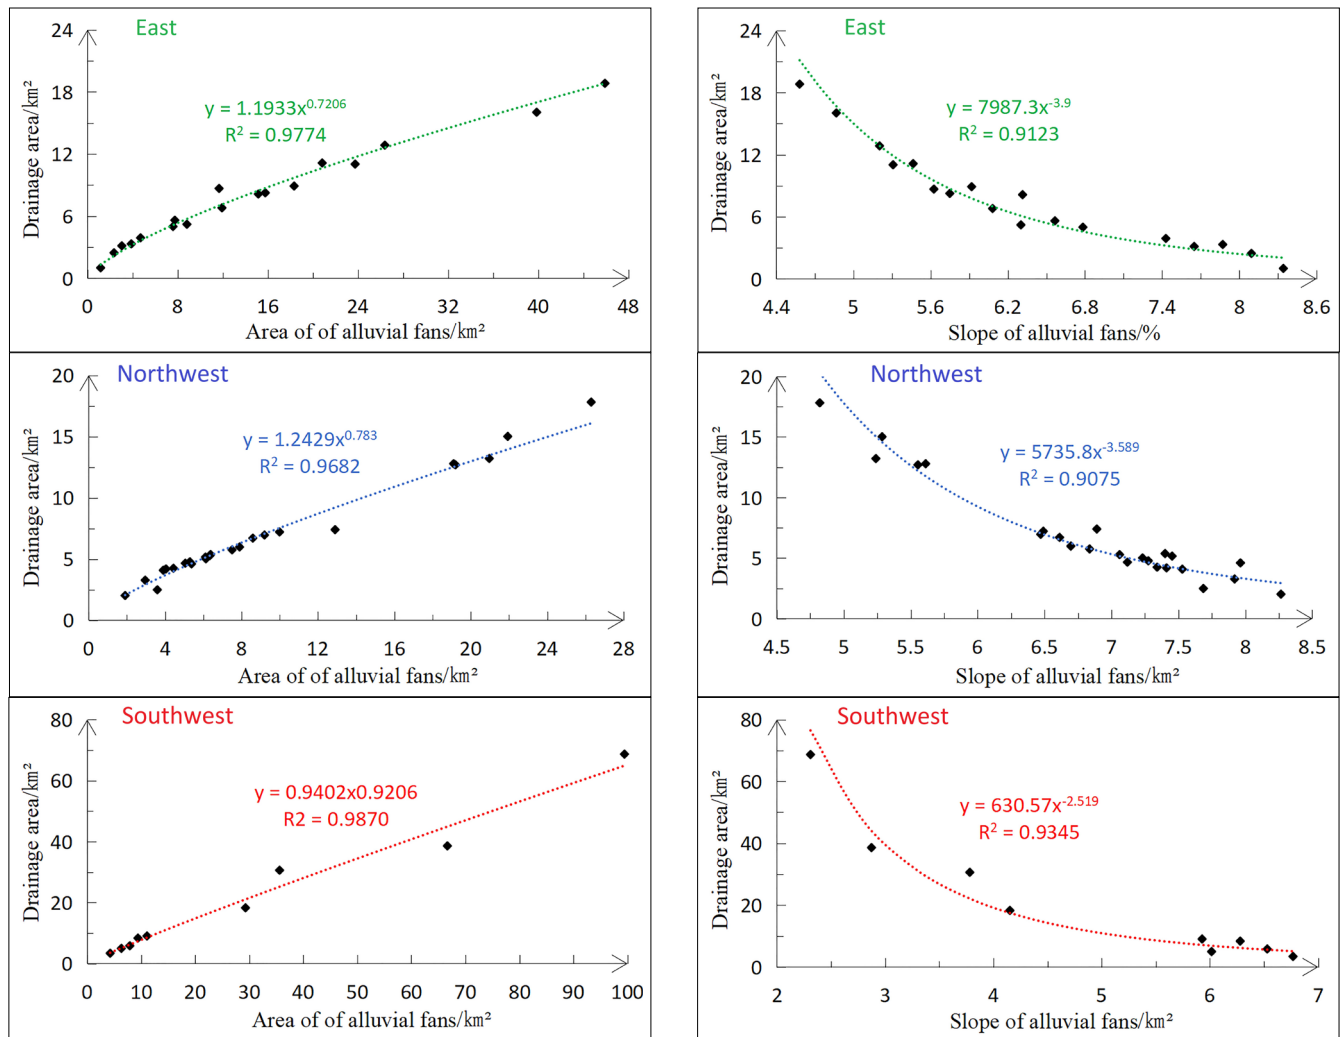 East
Drainage area/km²
24
18
12
6
0
y = 1.1933x^0.7206
R² = 0.9774
0 8 16 24 32 40 48
Area of of alluvial fans/km²
East
Drainage area/km²
24
18
12
6
0
y = 7987.3x^-3.9
R² = 0.9123
4.4 5 5.6 6.2 6.8 7.4 8 8.6
Slope of alluvial fans/%
Northwest
Drainage area/km²
20
15
10
5
0
y = 1.2429x^0.783
R² = 0.9682
0 4 8 12 16 20 24 28
Area of of alluvial fans/km²
Northwest
Drainage area/km²
20
15
10
5
0
y = 5735.8x^-3.589
R² = 0.9075
4.5 5 5.5 6 6.5 7 7.5 8 8.5
Slope of alluvial fans/km²
Southwest
Drainage area/km²
80
60
40
20
0
y = 0.9402x0.9206
R2 = 0.9870
0 10 20 30 40 50 60 70 80 90 100
Area of of alluvial fans/km²
Southwest
Drainage area/km²
80
60
40
20
0
y = 630.57x^-2.519
R² = 0.9345
2 3 4 5 6 7
Slope of alluvial fans/km²